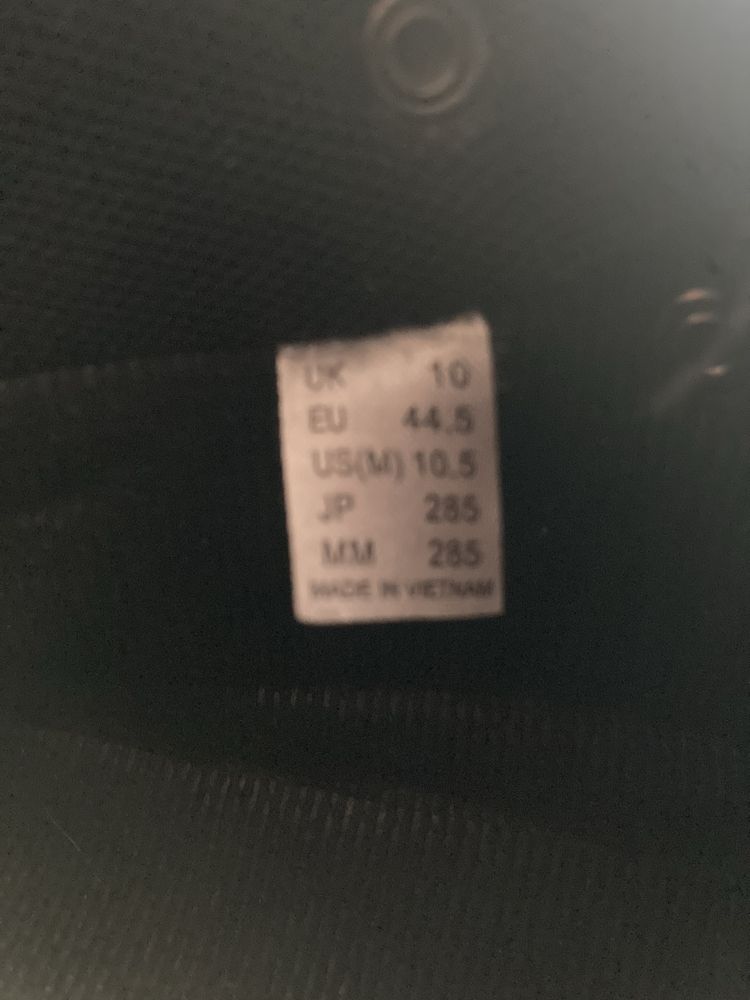 UK 10
EU 44.5
US(M) 10.5
JP 285
MM 285
MADE IN VIETNAM